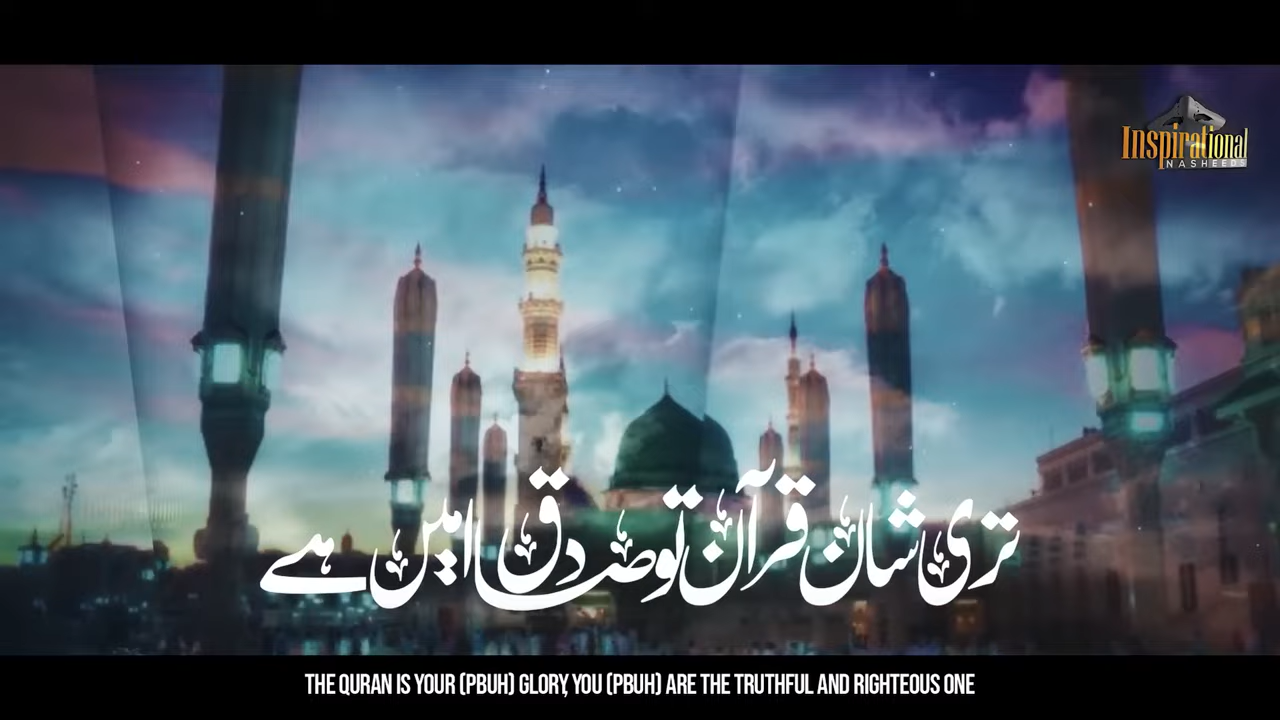 Inspirational
NASHEEDS
تری شان قرآن تو صادق امیں ہے
THE QURAN IS YOUR (PBUH) GLORY, YOU (PBUH) ARE THE TRUTHFUL AND RIGHTEOUS ONE